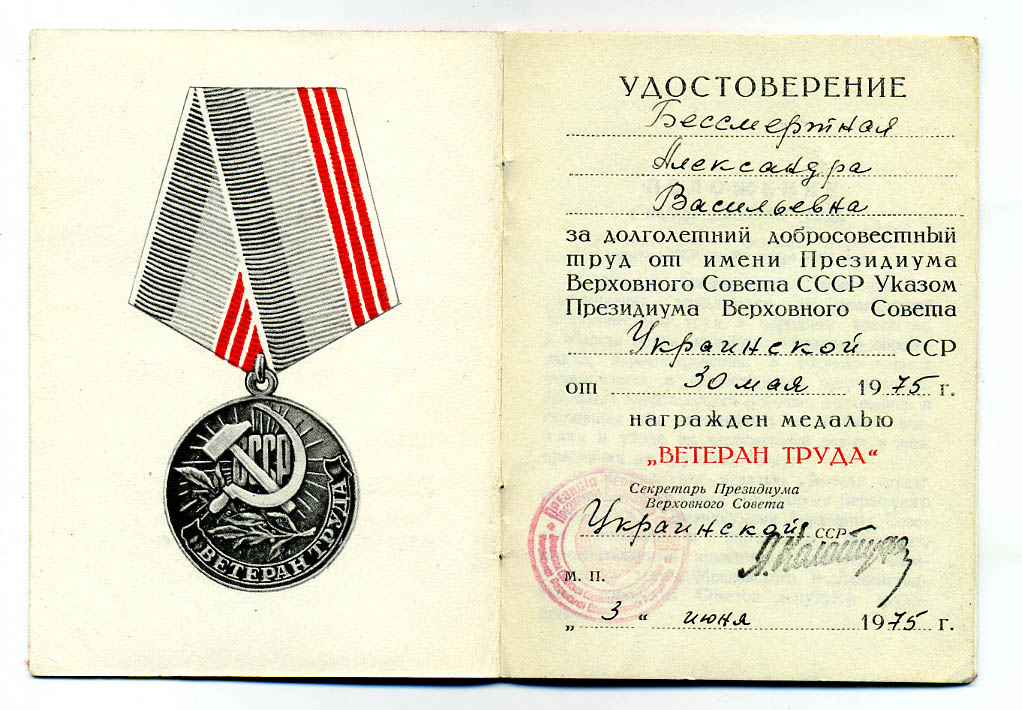 СССР
ВЕТЕРАН ТРУДА
УДОСТОВЕРЕНИЕ
Бессмертная
Александра
Васильевна
за долголетний добросовестный
труд от имени Президиума
Верховного Совета СССР Указом
Президиума Верховного Совета
Украинской ССР
от 30 мая 1975 г.
награжден медалью
„ВЕТЕРАН ТРУДА“
Секретарь Президиума
Верховного Совета
Украинской ССР
М. П.
„ 3 “ июня 1975 г.